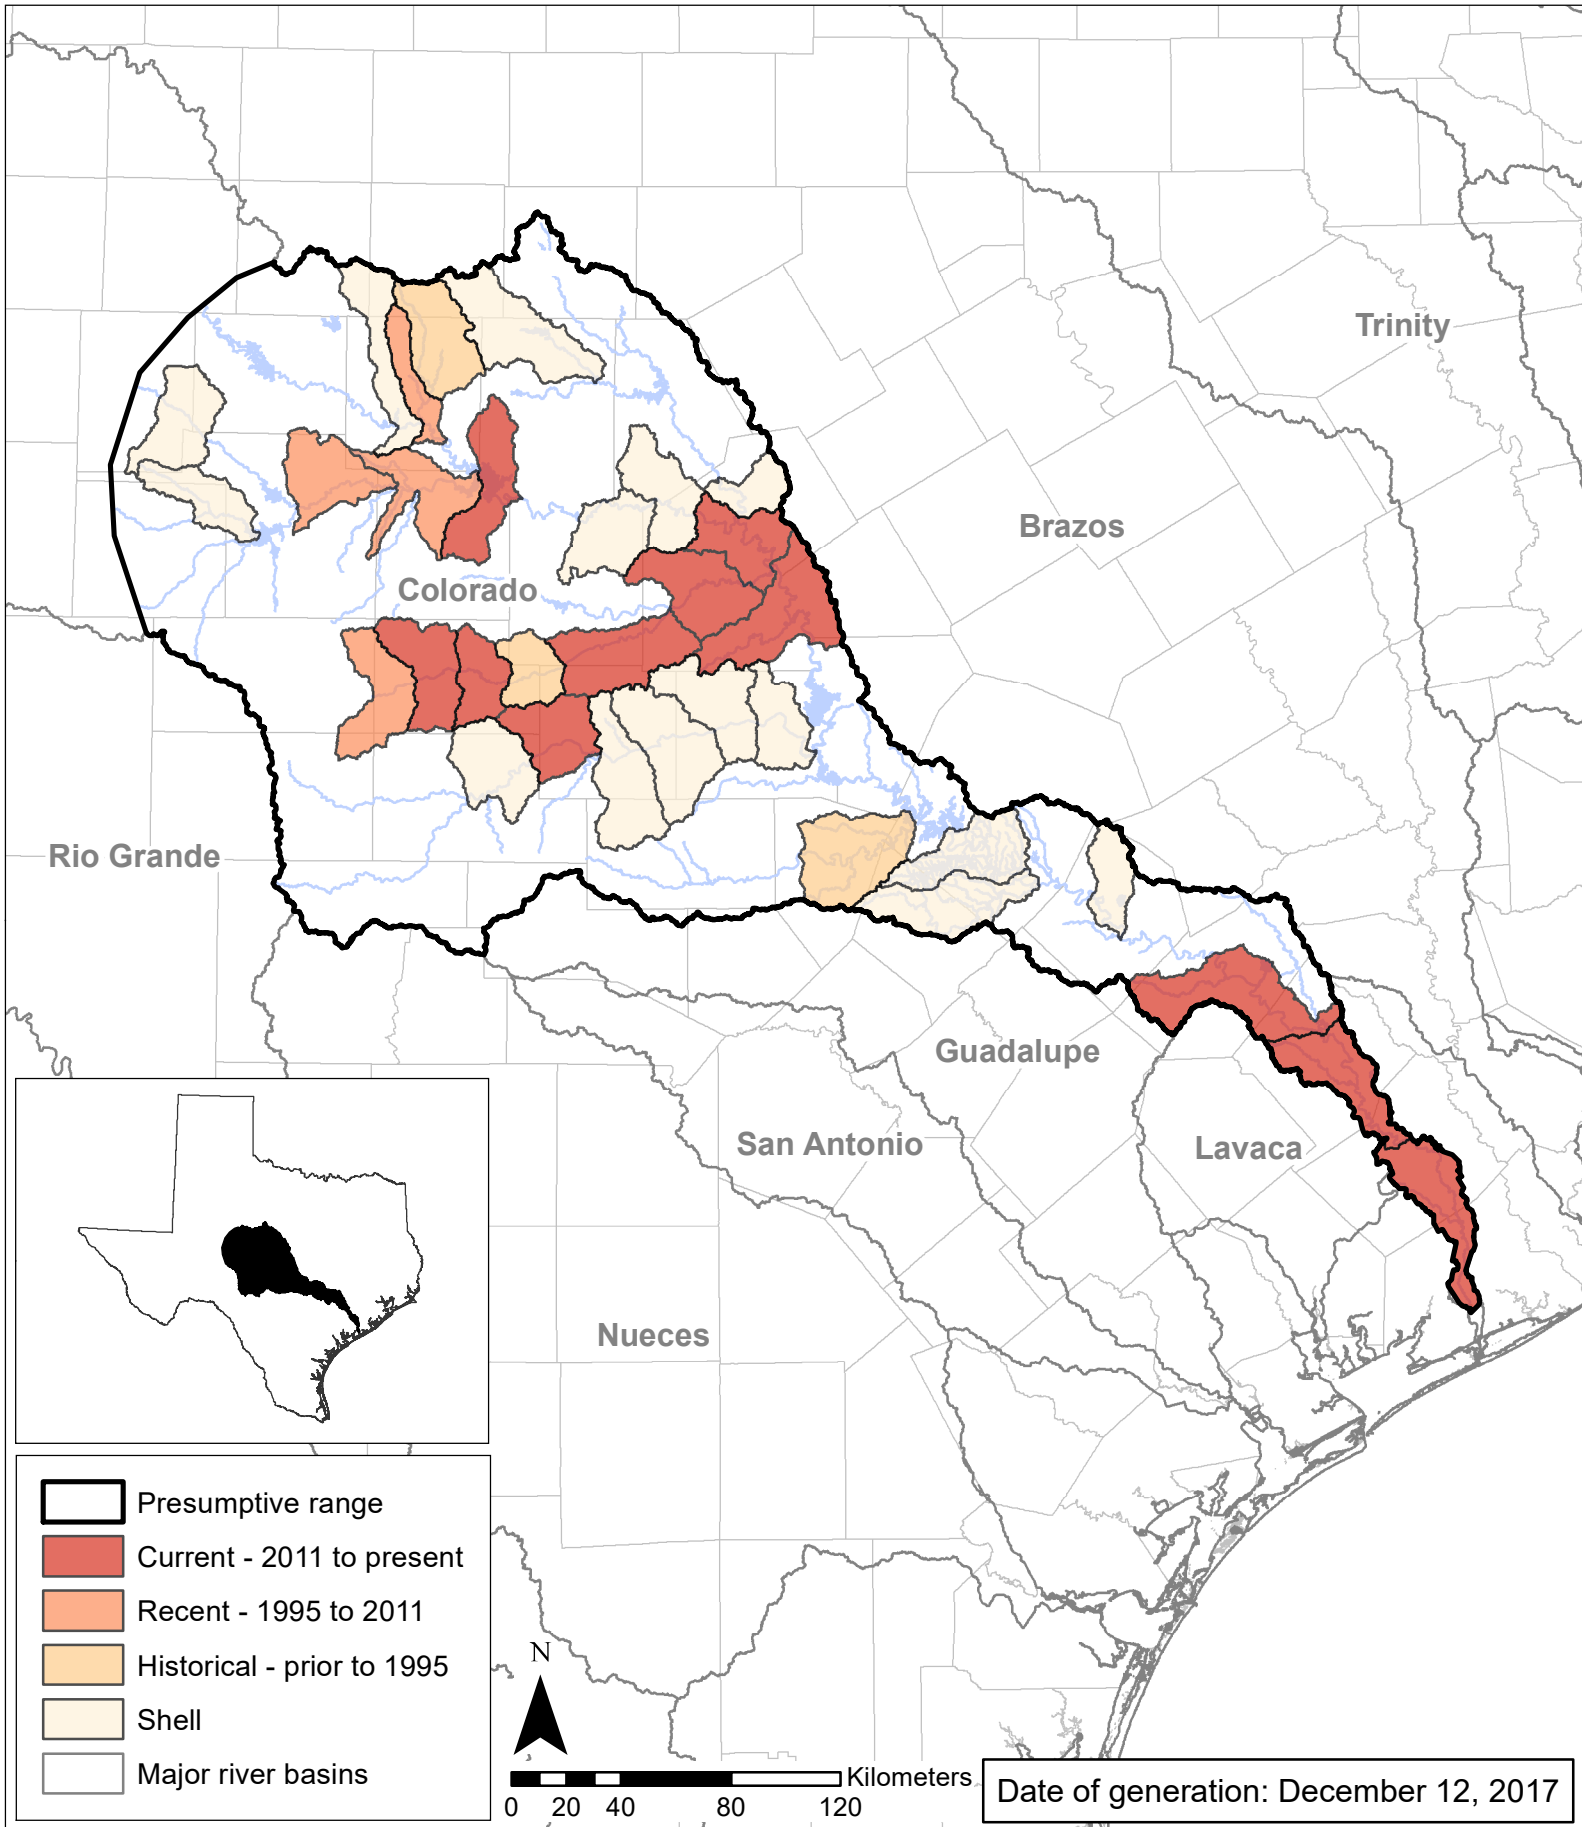 Trinity
Brazos
Colorado
Rio Grande
Guadalupe
San Antonio
Lavaca
Nueces
Presumptive range
Current - 2011 to present
Recent - 1995 to 2011
Historical - prior to 1995
Shell
Major river basins
N
Kilometers
0 20 40 80 120
Date of generation: December 12, 2017